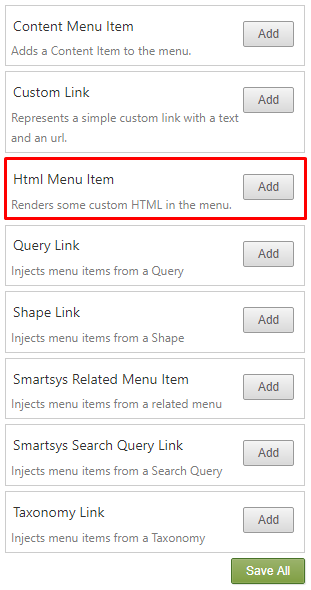 Content Menu Item
Add
Adds a Content Item to the menu.
Custom Link
Add
Represents a simple custom link with a text
and an url.
Html Menu Item
Add
Renders some custom HTML in the menu.
Query Link
Add
Injects menu items from a Query
Shape Link
Add
Injects menu items from a Shape
Smartsys Related Menu Item
Add
Injects menu items from a related menu
Smartsys Search Query Link
Add
Injects menu items from a Search Query
Taxonomy Link
Add
Injects menu items from a Taxonomy
Save All